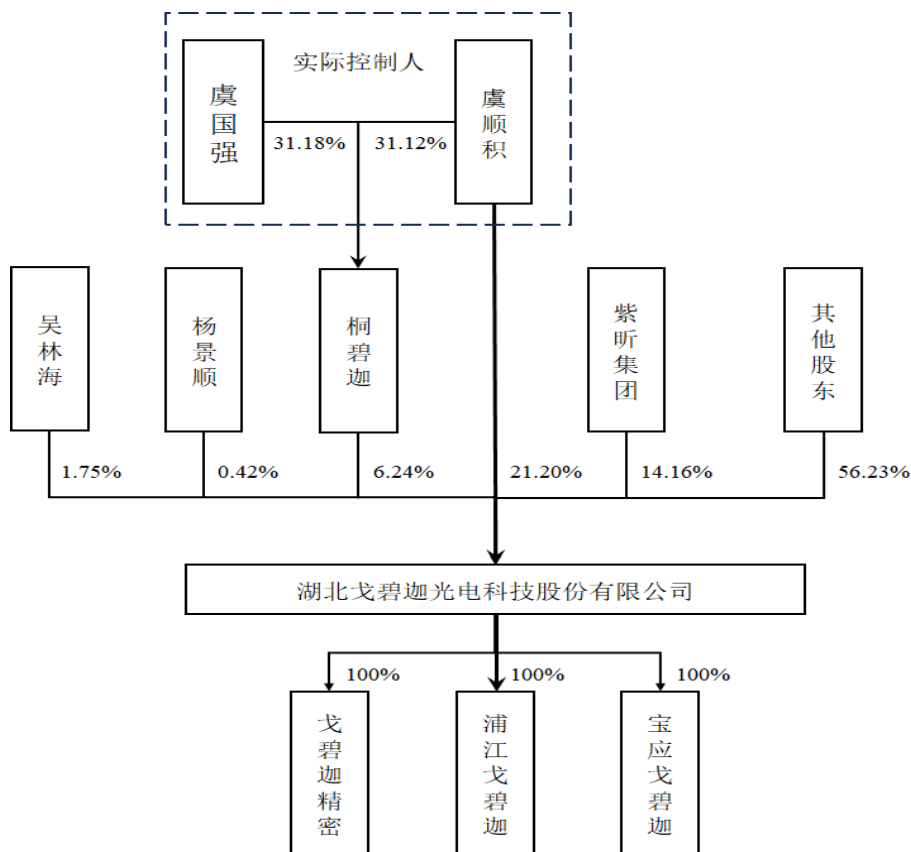 实际控制人
虞国强
虞顺积
31.18%
31.12%
吴林海
杨景顺
桐碧迦
紫昕集团
其他股东
1.75%
0.42%
6.24%
21.20%
14.16%
56.23%
湖北戈碧迦光电科技股份有限公司
100%
100%
100%
戈碧迦精密
浦江戈碧迦
宝应戈碧迦